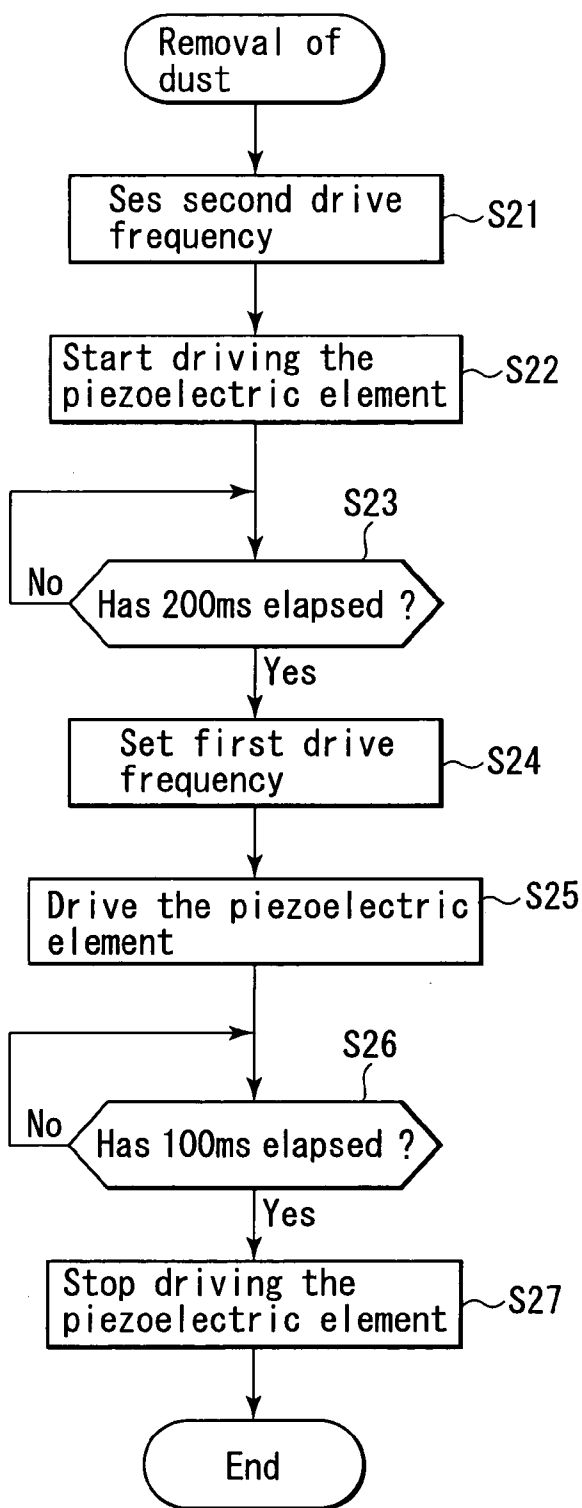 Removal of
dust
Ses second drive
frequency
S21
Start driving the
piezoelectric element
S22
S23
No
Has 200ms elapsed ?
Yes
Set first drive
frequency
S24
Drive the piezoelectric
element
S25
S26
No
Has 100ms elapsed ?
Yes
Stop driving the
piezoelectric element
S27
End